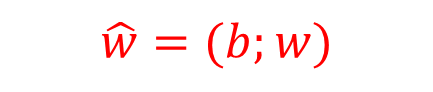 ŵ = (b; w)